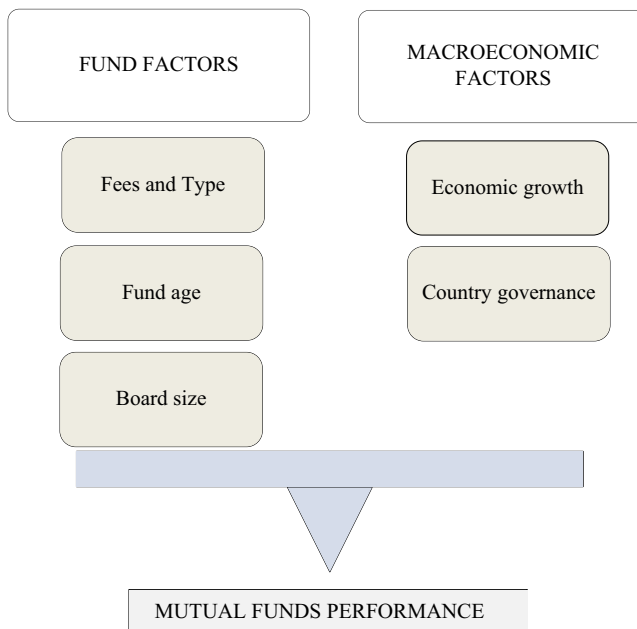 FUND FACTORS
MACROECONOMIC
FACTORS
Fees and Type
Fund age
Board size
Economic growth
Country governance
MUTUAL FUNDS PERFORMANCE